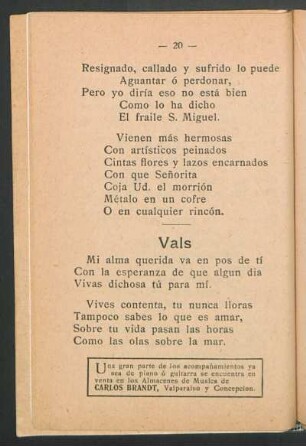 — 20 —
Resignado, callado y sufrido lo puede
Aguantar ó perdonar,
Pero yo diría eso no está bien
Como lo ha dicho
El fraile S. Miguel.
Vienen más hermosas
Con artísticos peinados
Cintas flores y lazos encarnados
Con que Señorita
Coja Ud. el morrión
Métalo en un cofre
O en cualquier rincón.
Vals
Mi alma querida va en pos de tí
Con la esperanza de que algun dia
Vivas dichosa tú para mí.
Vives contenta, tu nunca lloras
Tampoco sabes lo que es amar,
Sobre tu vida pasan las horas
Como las olas sobre la mar.
Una gran parte de los acompañamientos ya
sea de piano ó guitarra se encuentra en
venta en los Almacenes de Musica de
CARLOS BRANDT, Valparaiso y Concepcion.